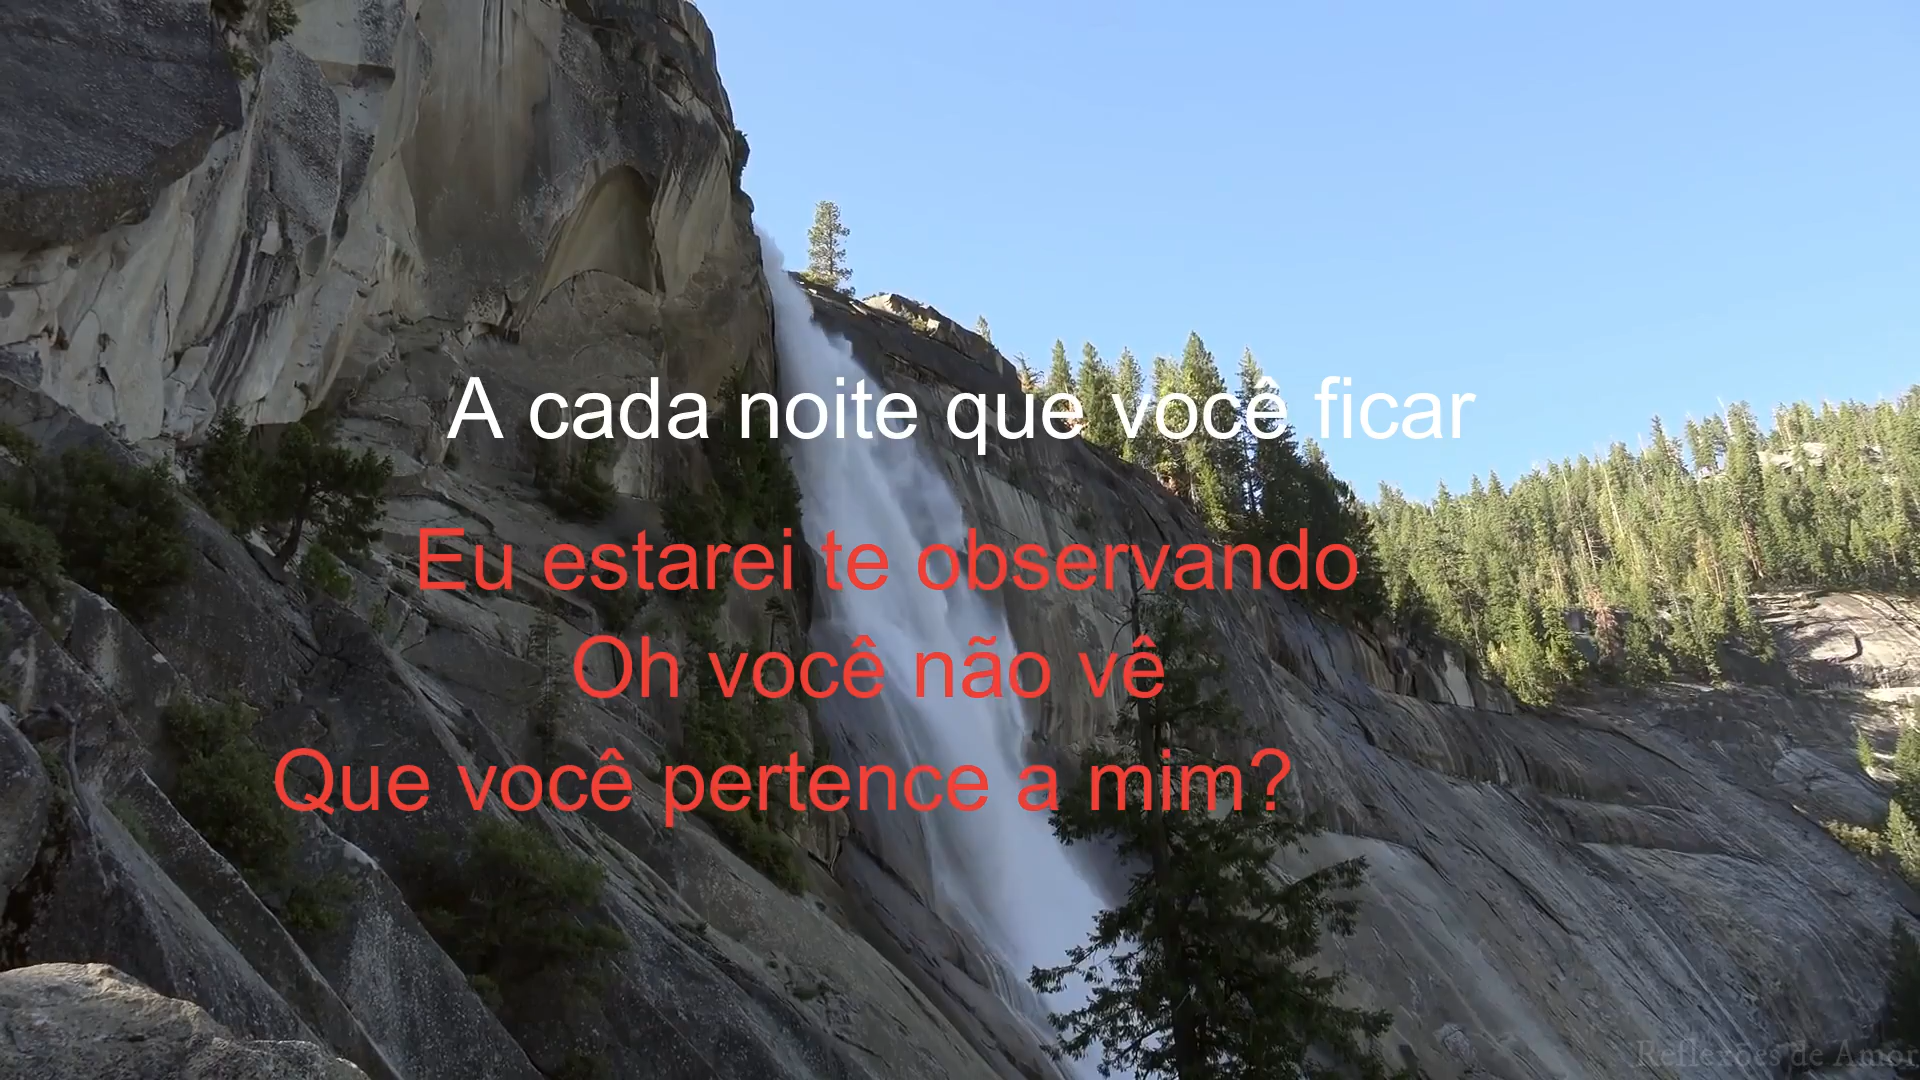 A cada noite que você ficar
Eu estarei te observando
Oh você não vê
Que você pertence a mim?
Reflexões de Amor